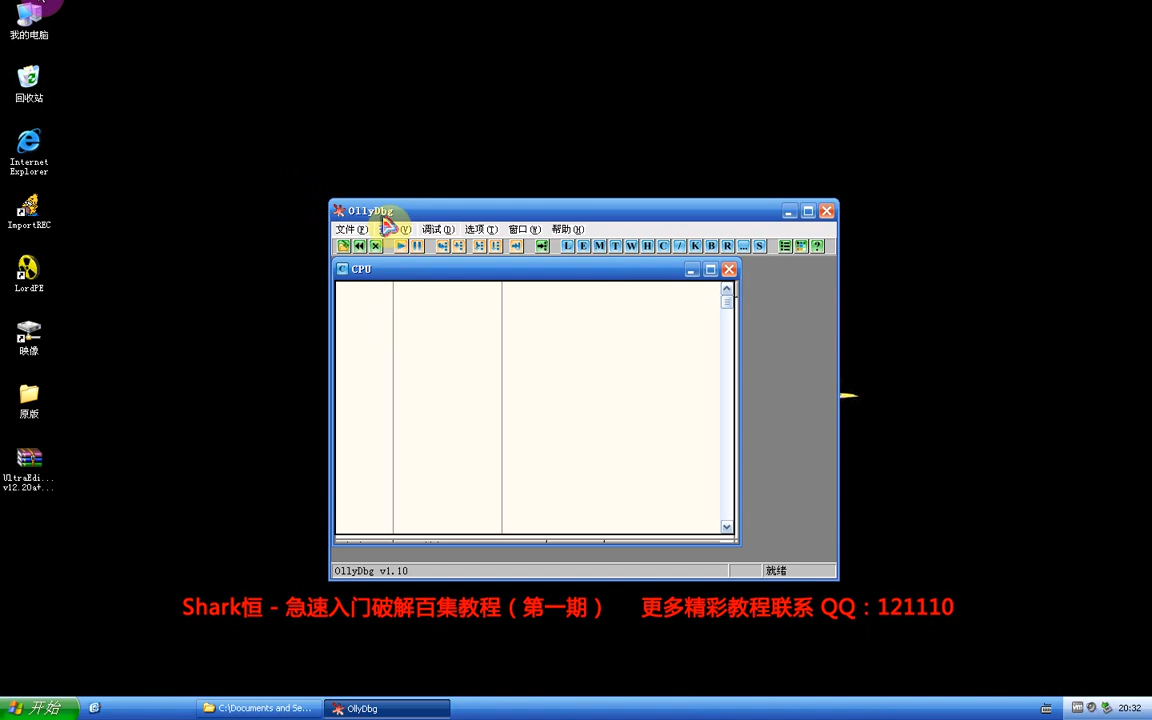 我的电脑
回收站
Internet
Explorer
ImportREC
LordPE
映像
原版
UltraEdi...
v12.20at...
OllyDbg
文件(F)
(V)
调试(D)
选项(T)
窗口(W)
帮助(H)
L E M T W H C / K B R ... S
CPU
OllyDbg v1.10
就绪
Shark恒 - 急速入门破解百集教程（第一期） 更多精彩教程联系 QQ：121110
开始
C:\Documents and Se...
OllyDbg
20:32